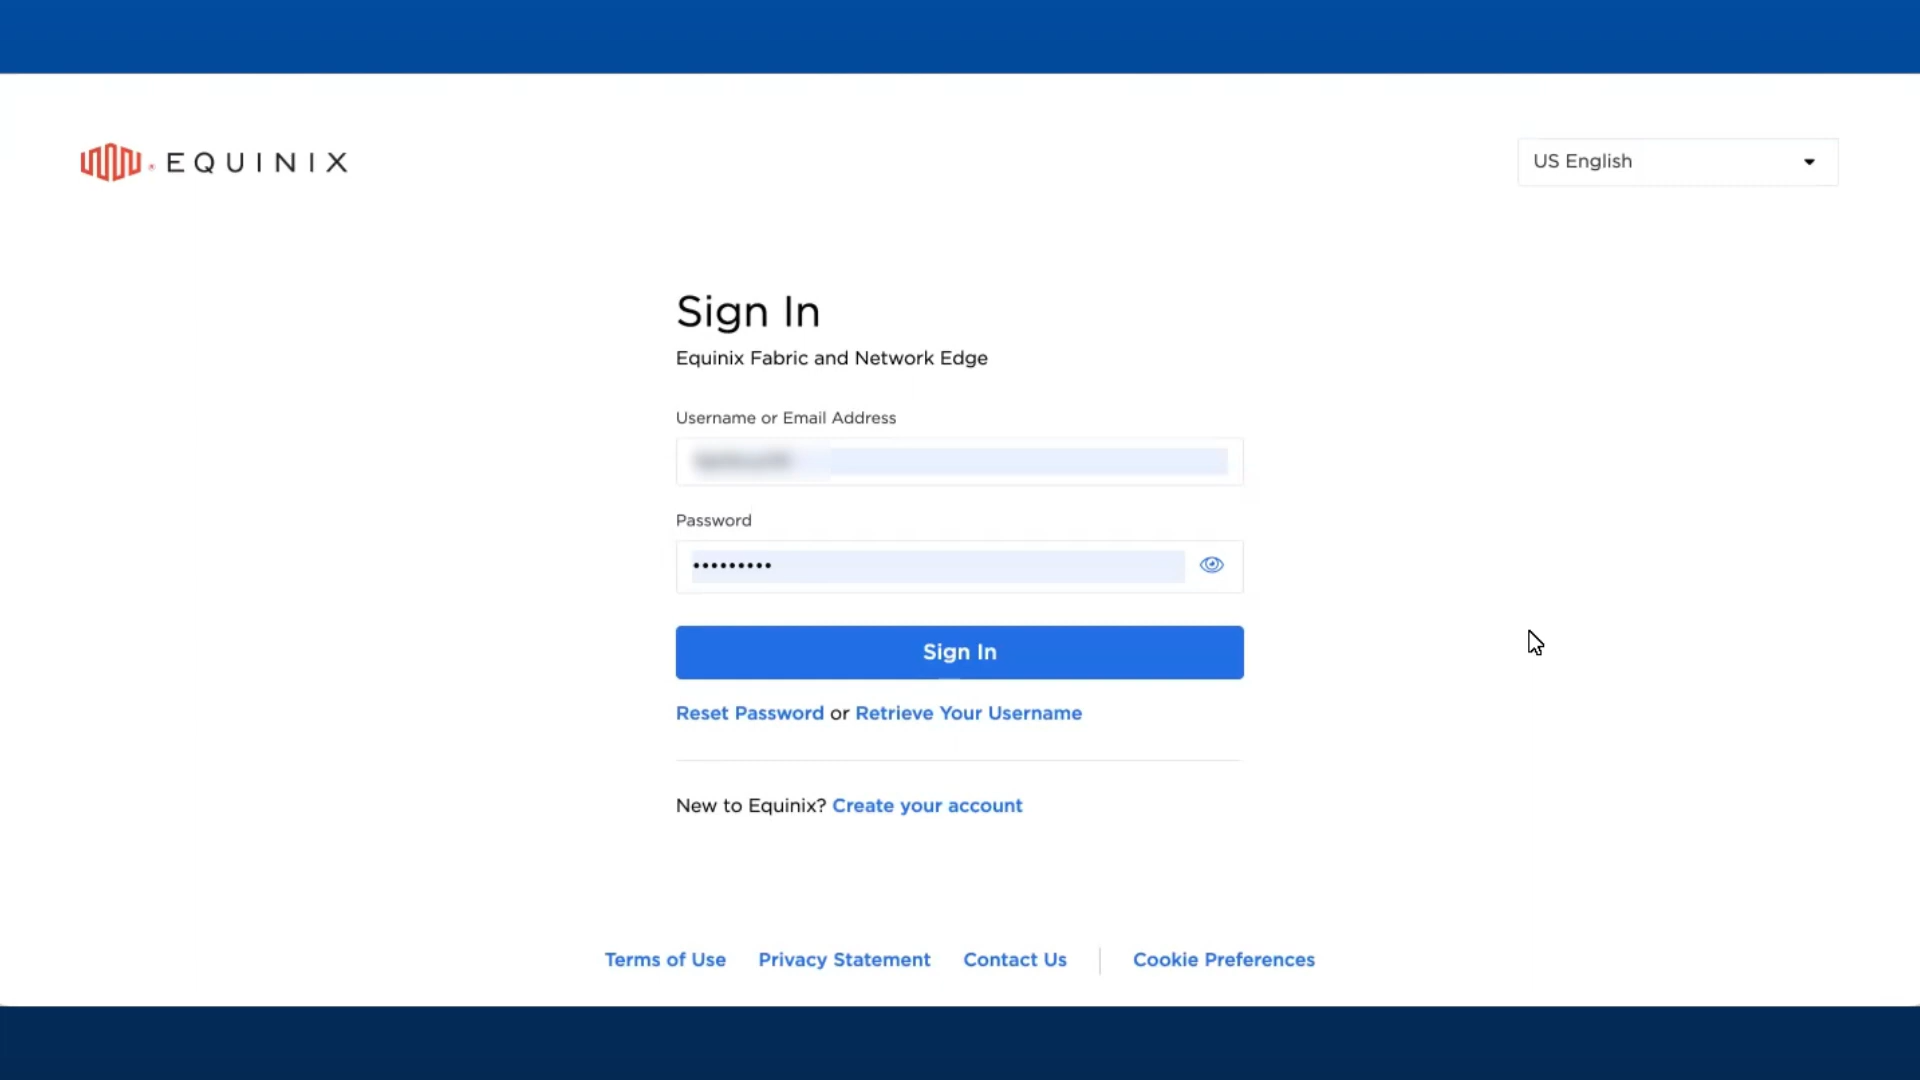 EQUINIX
US English
Sign In
Equinix Fabric and Network Edge
Username or Email Address
Password
•••••••••
Sign In
Reset Password or Retrieve Your Username
New to Equinix? Create your account
Terms of Use Privacy Statement Contact Us | Cookie Preferences